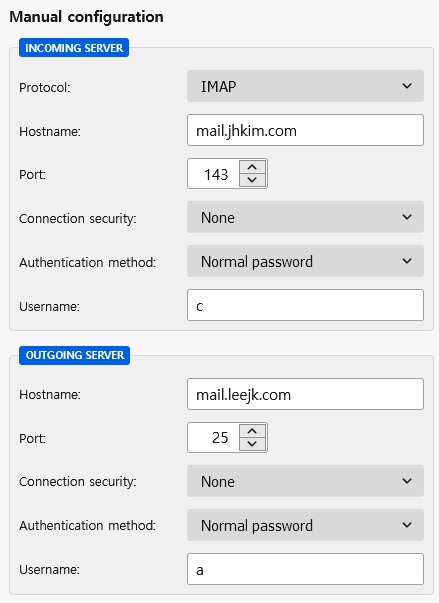 Manual configuration
INCOMING SERVER
Protocol: IMAP
Hostname: mail.jhkim.com
Port: 143
Connection security: None
Authentication method: Normal password
Username: c
OUTGOING SERVER
Hostname: mail.leejk.com
Port: 25
Connection security: None
Authentication method: Normal password
Username: a